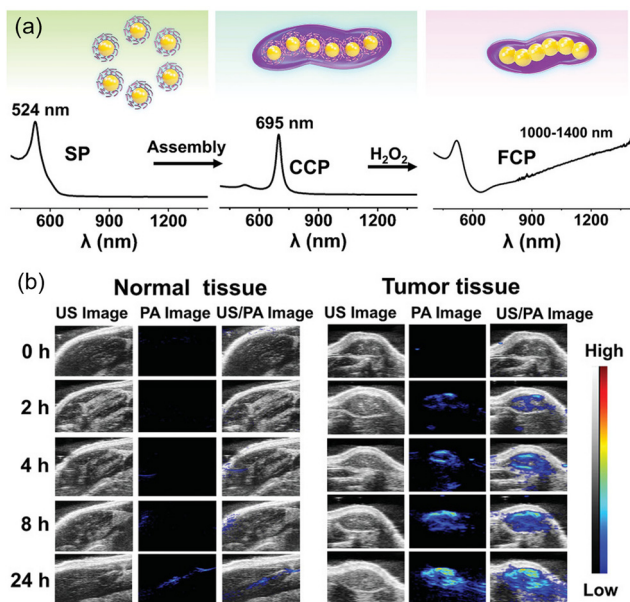 (a)
524 nm
SP
Assembly
695 nm
CCP
H₂O₂
1000-1400 nm
FCP
600 900 1200
λ (nm)
600 900 1200
λ (nm)
600 900 1200
λ (nm)
(b)
Normal tissue
Tumor tissue
US Image PA Image US/PA Image
US Image PA Image US/PA Image
0 h
2 h
4 h
8 h
24 h
High
Low